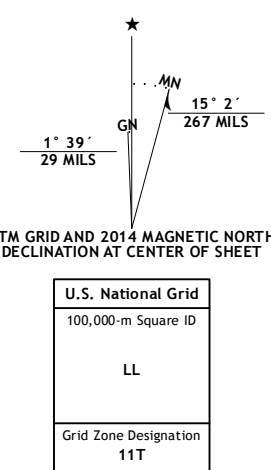 ★
MN
GN
15° 2´
267 MILS
1° 39´
29 MILS
TM GRID AND 2014 MAGNETIC NORTH
DECLINATION AT CENTER OF SHEET
U.S. National Grid
100,000-m Square ID
LL
Grid Zone Designation
11T